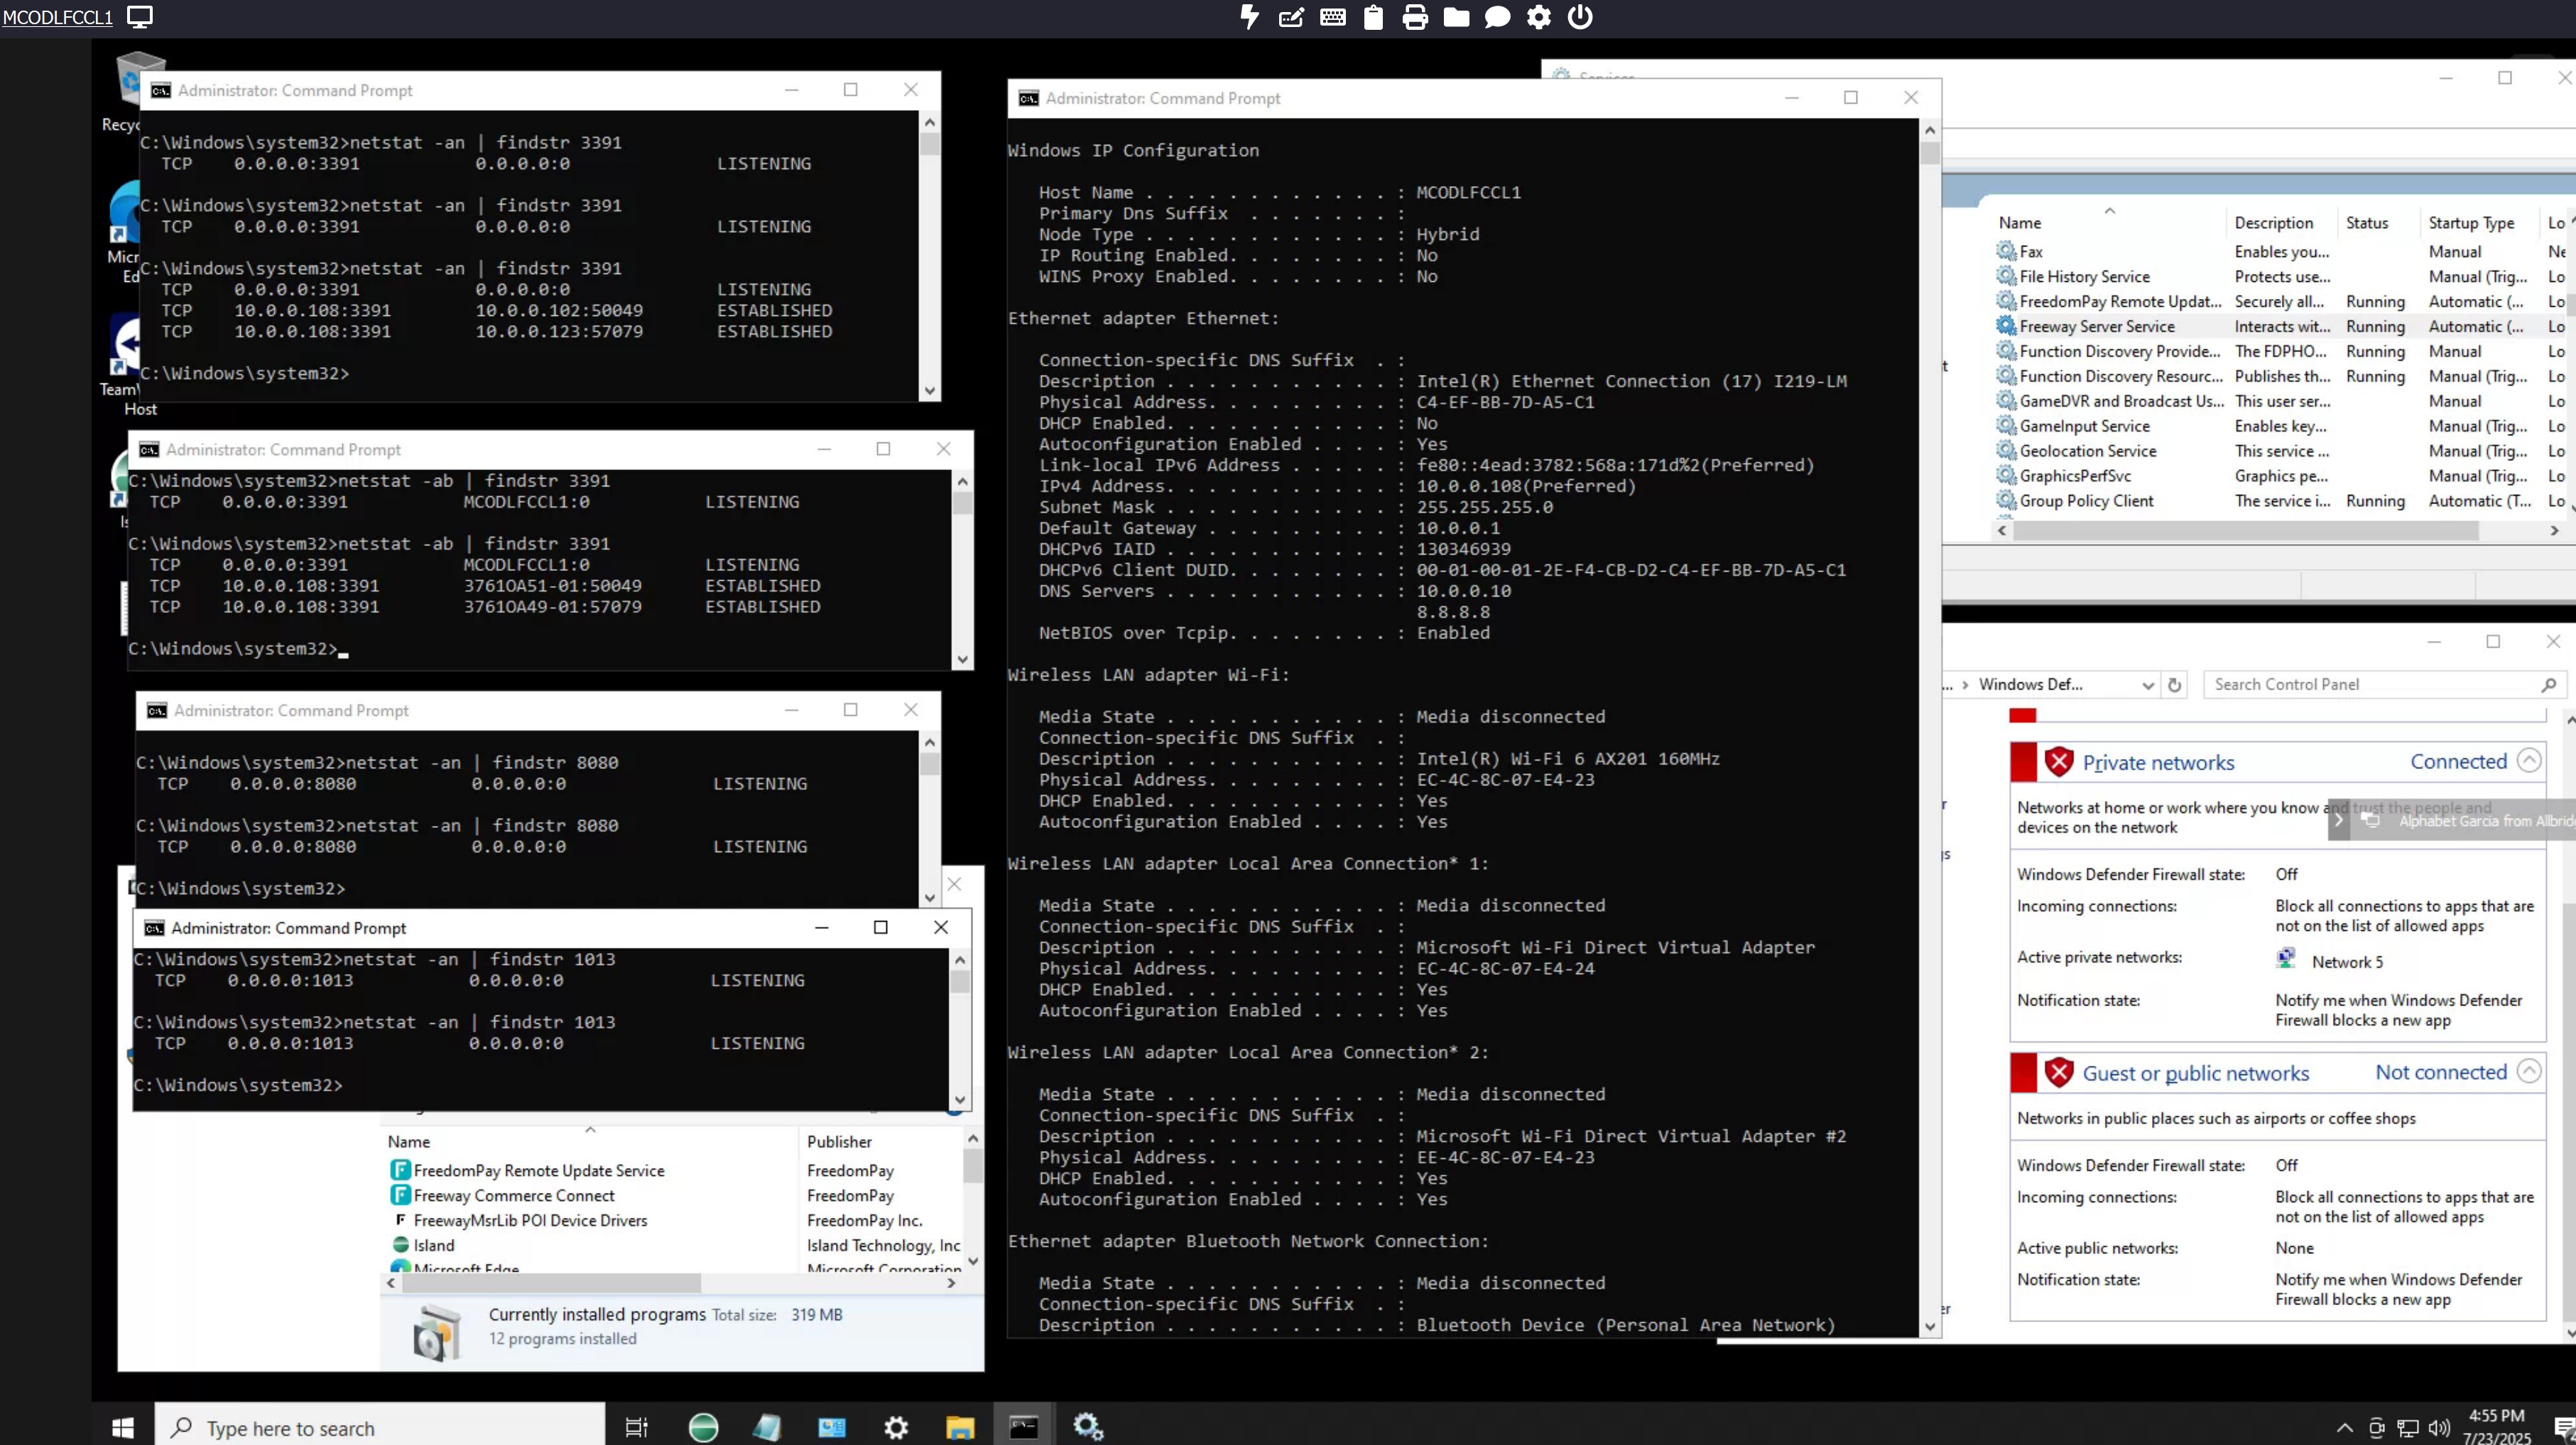 MCODLFCCL1
Recyc
Micr
Ed
TeamV
Host
Is
Administrator: Command Prompt
C:\Windows\system32>netstat -an | findstr 3391
TCP 0.0.0.0:3391 0.0.0.0:0 LISTENING
C:\Windows\system32>netstat -an | findstr 3391
TCP 0.0.0.0:3391 0.0.0.0:0 LISTENING
C:\Windows\system32>netstat -an | findstr 3391
TCP 0.0.0.0:3391 0.0.0.0:0 LISTENING
TCP 10.0.0.108:3391 10.0.0.102:50049 ESTABLISHED
TCP 10.0.0.108:3391 10.0.0.123:57079 ESTABLISHED
C:\Windows\system32>
Administrator: Command Prompt
C:\Windows\system32>netstat -ab | findstr 3391
TCP 0.0.0.0:3391 MCODLFCCL1:0 LISTENING
C:\Windows\system32>netstat -ab | findstr 3391
TCP 0.0.0.0:3391 MCODLFCCL1:0 LISTENING
TCP 10.0.0.108:3391 3761OA51-01:50049 ESTABLISHED
TCP 10.0.0.108:3391 3761OA49-01:57079 ESTABLISHED
C:\Windows\system32>
Administrator: Command Prompt
C:\Windows\system32>netstat -an | findstr 8080
TCP 0.0.0.0:8080 0.0.0.0:0 LISTENING
C:\Windows\system32>netstat -an | findstr 8080
TCP 0.0.0.0:8080 0.0.0.0:0 LISTENING
C:\Windows\system32>
Administrator: Command Prompt
C:\Windows\system32>netstat -an | findstr 1013
TCP 0.0.0.0:1013 0.0.0.0:0 LISTENING
C:\Windows\system32>netstat -an | findstr 1013
TCP 0.0.0.0:1013 0.0.0.0:0 LISTENING
C:\Windows\system32>
Name Publisher
FreedomPay Remote Update Service FreedomPay
Freeway Commerce Connect FreedomPay
FreewayMsrLib POI Device Drivers FreedomPay Inc.
Island Island Technology, Inc
Microsoft Edge Microsoft Corporation
Currently installed programs Total size: 319 MB
12 programs installed
Administrator: Command Prompt
Windows IP Configuration
Host Name . . . . . . . . . . . . : MCODLFCCL1
Primary Dns Suffix . . . . . . . :
Node Type . . . . . . . . . . . . : Hybrid
IP Routing Enabled. . . . . . . . : No
WINS Proxy Enabled. . . . . . . . : No
Ethernet adapter Ethernet:
Connection-specific DNS Suffix . :
Description . . . . . . . . . . . : Intel(R) Ethernet Connection (17) I219-LM
Physical Address. . . . . . . . . : C4-EF-BB-7D-A5-C1
DHCP Enabled. . . . . . . . . . . : No
Autoconfiguration Enabled . . . . : Yes
Link-local IPv6 Address . . . . . : fe80::4ead:3782:568a:171d%2(Preferred)
IPv4 Address. . . . . . . . . . . : 10.0.0.108(Preferred)
Subnet Mask . . . . . . . . . . . : 255.255.255.0
Default Gateway . . . . . . . . . : 10.0.0.1
DHCPv6 IAID . . . . . . . . . . . : 130346939
DHCPv6 Client DUID. . . . . . . . : 00-01-00-01-2E-F4-CB-D2-C4-EF-BB-7D-A5-C1
DNS Servers . . . . . . . . . . . : 10.0.0.10
8.8.8.8
NetBIOS over Tcpip. . . . . . . . : Enabled
Wireless LAN adapter Wi-Fi:
Media State . . . . . . . . . . . : Media disconnected
Connection-specific DNS Suffix . :
Description . . . . . . . . . . . : Intel(R) Wi-Fi 6 AX201 160MHz
Physical Address. . . . . . . . . : EC-4C-8C-07-E4-23
DHCP Enabled. . . . . . . . . . . : Yes
Autoconfiguration Enabled . . . . : Yes
Wireless LAN adapter Local Area Connection* 1:
Media State . . . . . . . . . . . : Media disconnected
Connection-specific DNS Suffix . :
Description . . . . . . . . . . . : Microsoft Wi-Fi Direct Virtual Adapter
Physical Address. . . . . . . . . : EC-4C-8C-07-E4-24
DHCP Enabled. . . . . . . . . . . : Yes
Autoconfiguration Enabled . . . . : Yes
Wireless LAN adapter Local Area Connection* 2:
Media State . . . . . . . . . . . : Media disconnected
Connection-specific DNS Suffix . :
Description . . . . . . . . . . . : Microsoft Wi-Fi Direct Virtual Adapter #2
Physical Address. . . . . . . . . : EE-4C-8C-07-E4-23
DHCP Enabled. . . . . . . . . . . : Yes
Autoconfiguration Enabled . . . . : Yes
Ethernet adapter Bluetooth Network Connection:
Media State . . . . . . . . . . . : Media disconnected
Connection-specific DNS Suffix . :
Description . . . . . . . . . . . : Bluetooth Device (Personal Area Network)
Services
Name Description Status Startup Type Lo
Fax Enables you... Manual Ne
File History Service Protects use... Manual (Trig... Lo
FreedomPay Remote Updat... Securely all... Running Automatic (... Lo
Freeway Server Service Interacts wit... Running Automatic (... Lo
Function Discovery Provide... The FDPHO... Running Manual Lo
Function Discovery Resourc... Publishes th... Running Manual (Trig... Lo
GameDVR and Broadcast Us... This user ser... Manual Lo
GameInput Service Enables key... Manual (Trig... Lo
Geolocation Service This service ... Manual (Trig... Lo
GraphicsPerfSvc Graphics pe... Manual (Trig... Lo
Group Policy Client The service i... Running Automatic (T... Lo
... › Windows Def... Search Control Panel
Private networks Connected
Networks at home or work where you know and trust the people and
devices on the network
Alphabet Garcia from Allbrid
Windows Defender Firewall state: Off
Incoming connections: Block all connections to apps that are
not on the list of allowed apps
Active private networks: Network 5
Notification state: Notify me when Windows Defender
Firewall blocks a new app
Guest or public networks Not connected
Networks in public places such as airports or coffee shops
Windows Defender Firewall state: Off
Incoming connections: Block all connections to apps that are
not on the list of allowed apps
Active public networks: None
Notification state: Notify me when Windows Defender
Firewall blocks a new app
Type here to search
4:55 PM
7/23/2025